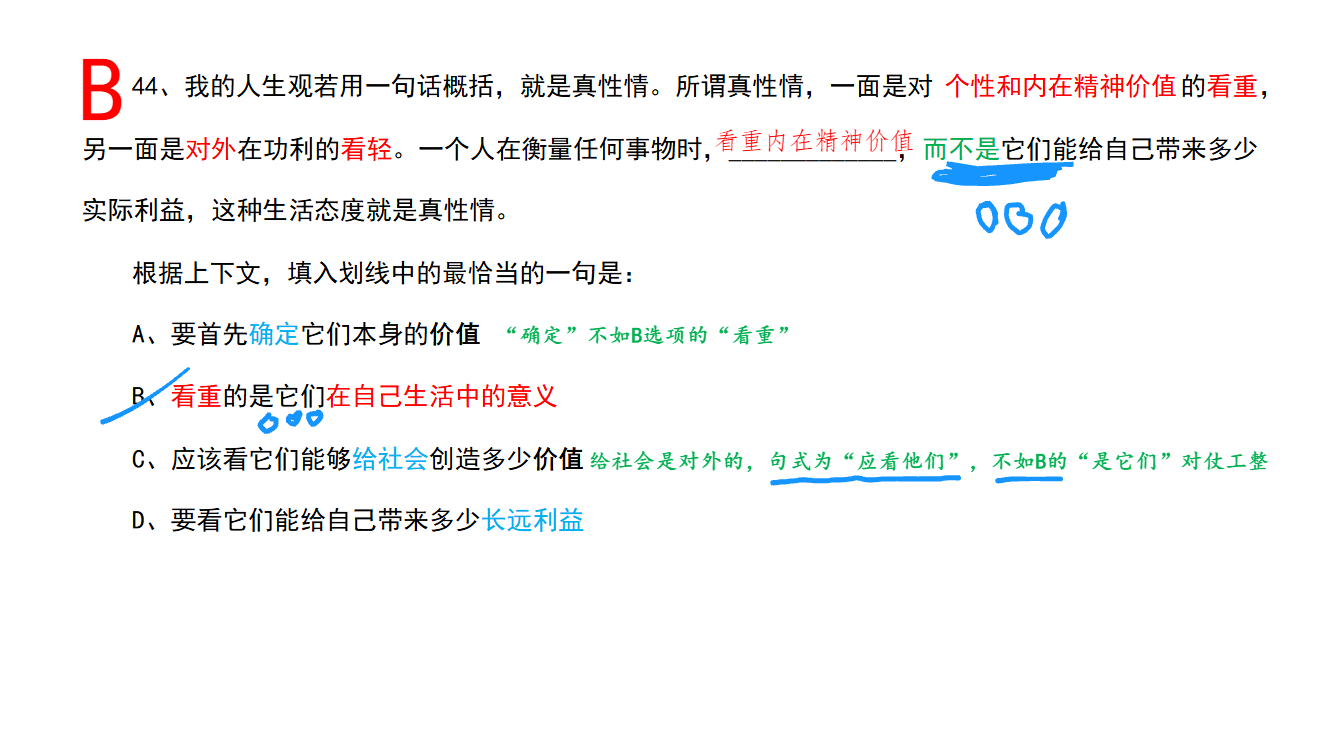 B 44、我的人生观若用一句话概括，就是真性情。所谓真性情，一面是对 个性和内在精神价值的看重，
另一面是对外在功利的看轻。一个人在衡量任何事物时，看重内在精神价值，而不是它们能给自己带来多少
实际利益，这种生活态度就是真性情。
根据上下文，填入划线中的最恰当的一句是：
A、要首先确定它们本身的价值 “确定”不如B选项的“看重”
B、看重的是它们在自己生活中的意义
C、应该看它们能够给社会创造多少价值 给社会是对外的，句式为“应看他们”，不如B的“是它们”对仗工整
D、要看它们能给自己带来多少长远利益